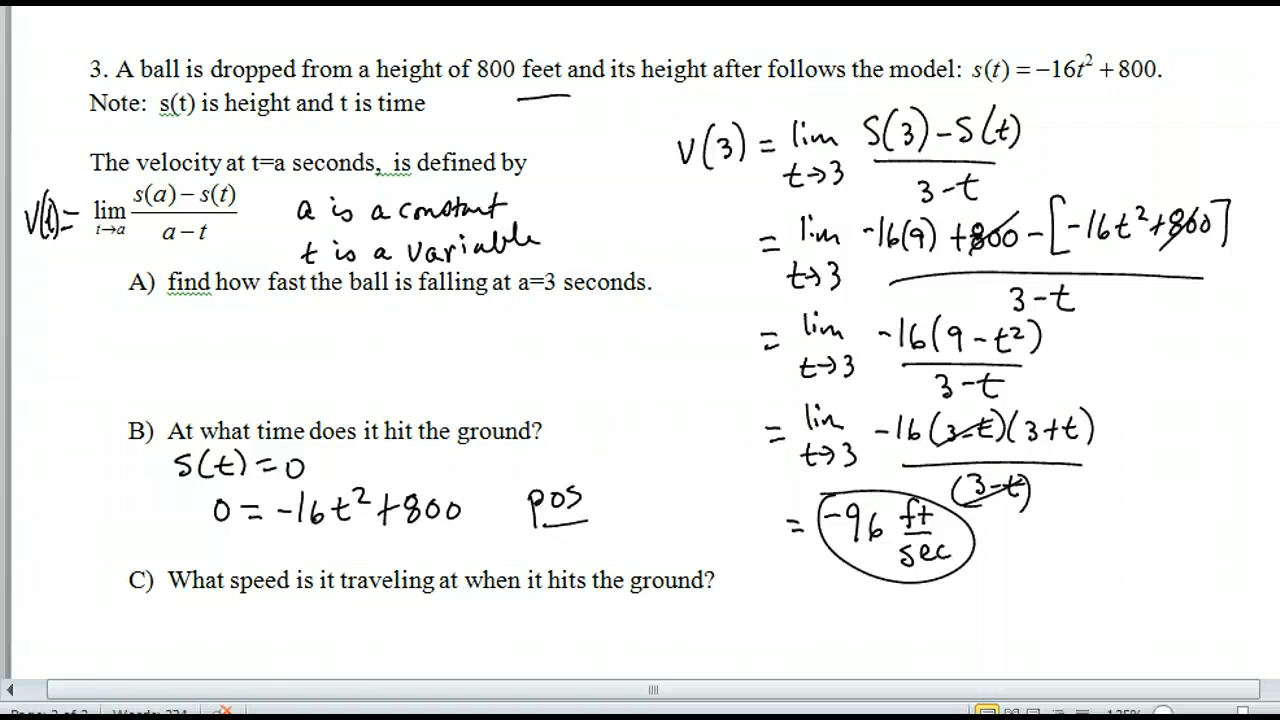 3. A ball is dropped from a height of 800 feet and its height after follows the model: s(t) = −16t² + 800.
Note: s(t) is height and t is time
The velocity at t=a seconds, is defined by
lim t→a s(a) − s(t) / a − t
a is a constant
t is a variable
A) find how fast the ball is falling at a=3 seconds.
B) At what time does it hit the ground?
s(t) = 0
0 = -16t² + 800 pos
C) What speed is it traveling at when it hits the ground?
v(3) = lim t→3 S(3) - S(t) / 3 - t
= lim t→3 -16(9) + 800 - [-16t² + 800] / 3 - t
= lim t→3 -16(9 - t²) / 3 - t
= lim t→3 -16(3-t)(3+t) / (3-t)
= -96 ft/sec